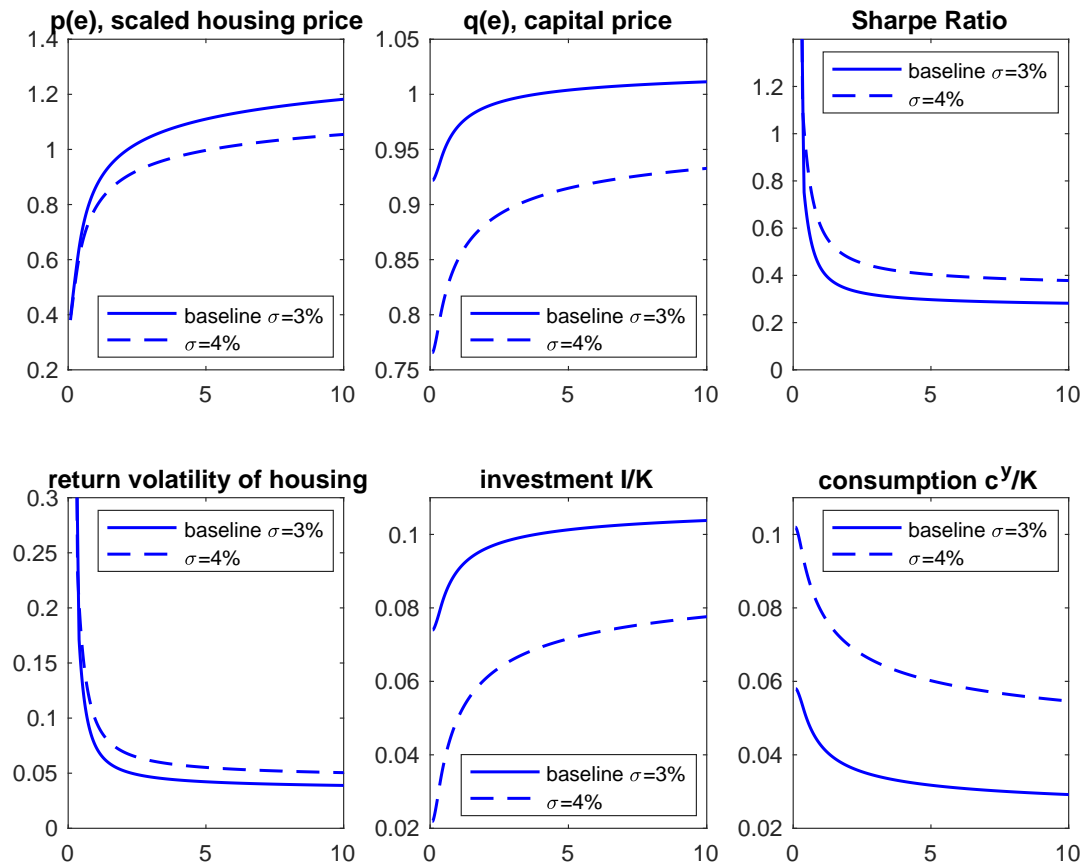 p(e), scaled housing price
1.4
1.2
1
0.8
0.6
0.4
0.2
0 5 10
baseline σ=3%
σ=4%
q(e), capital price
1.05
1
0.95
0.9
0.85
0.8
0.75
0 5 10
baseline σ=3%
σ=4%
Sharpe Ratio
1.4
1.2
1
0.8
0.6
0.4
0.2
0
0 5 10
baseline σ=3%
σ=4%
return volatility of housing
0.3
0.25
0.2
0.15
0.1
0.05
0
0 5 10
baseline σ=3%
σ=4%
investment I/K
0.1
0.08
0.06
0.04
0.02
0 5 10
baseline σ=3%
σ=4%
consumption c^y/K
0.1
0.08
0.06
0.04
0.02
0 5 10
baseline σ=3%
σ=4%